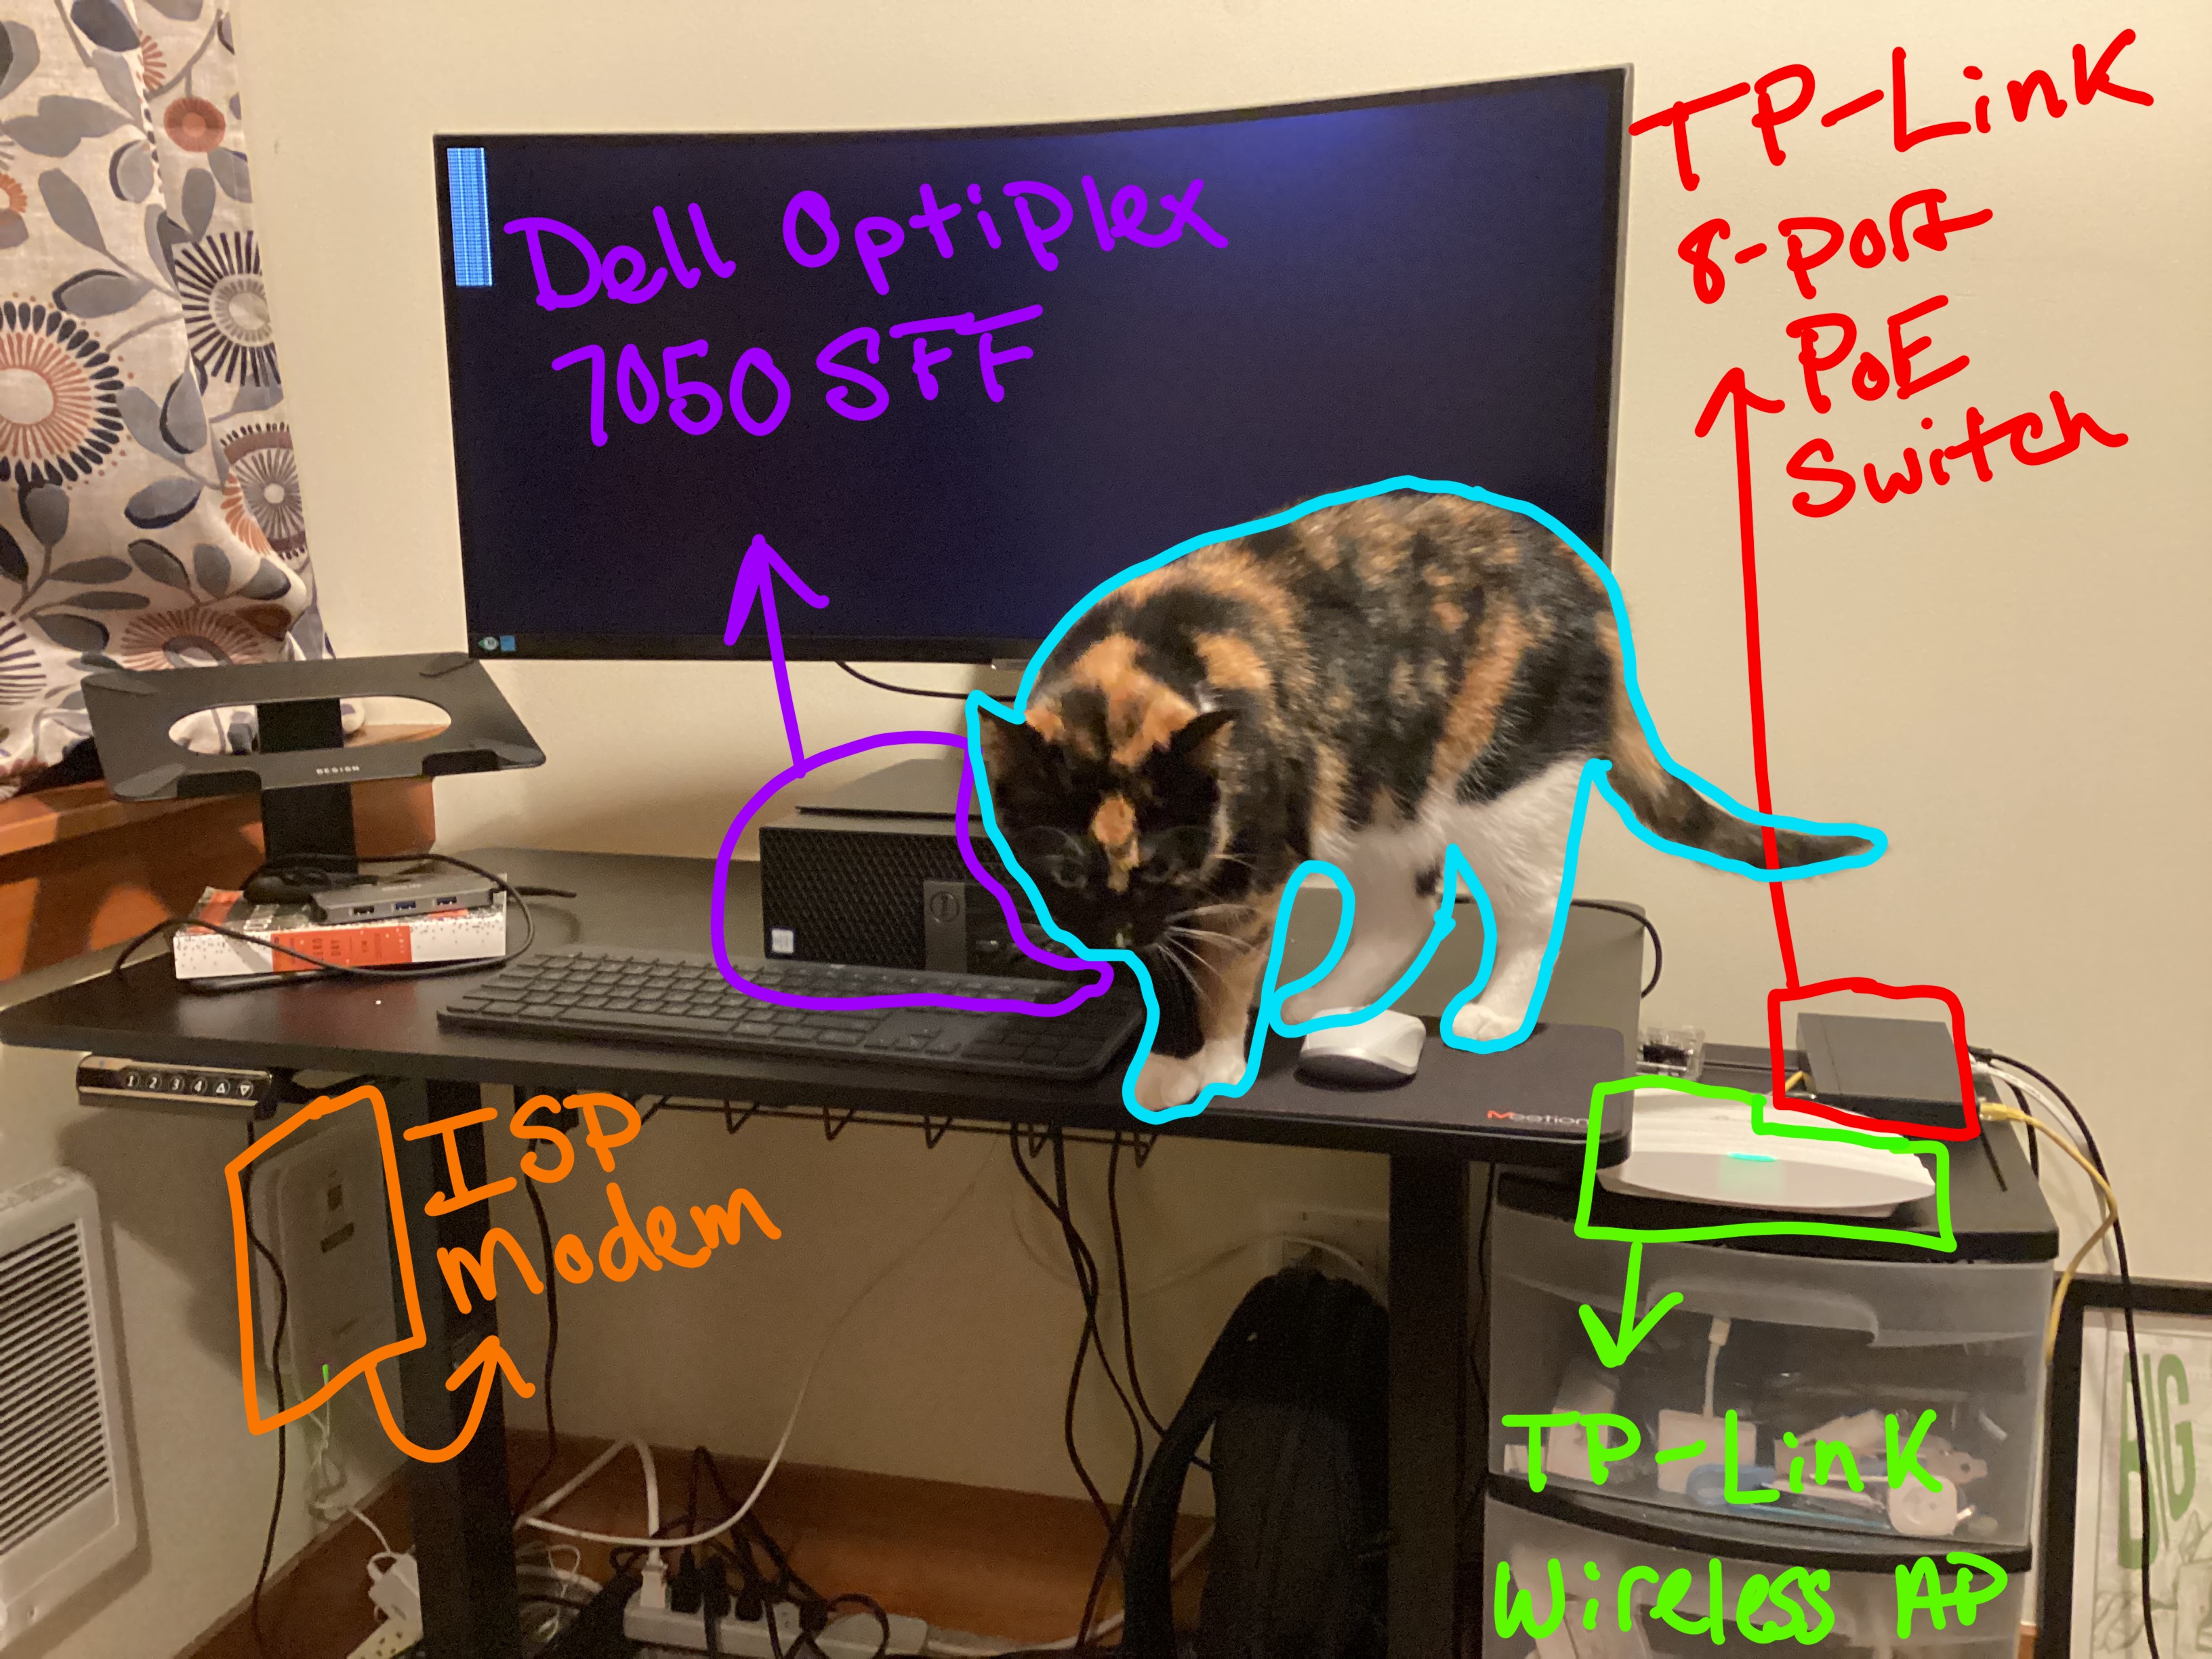 Dell OptiPlex
7050 SFF
TP-Link
8-port
PoE
Switch
DESIGN
1 2 3 4
ISP
Modem
Meetion
TP-Link
Wireless AP
BIG